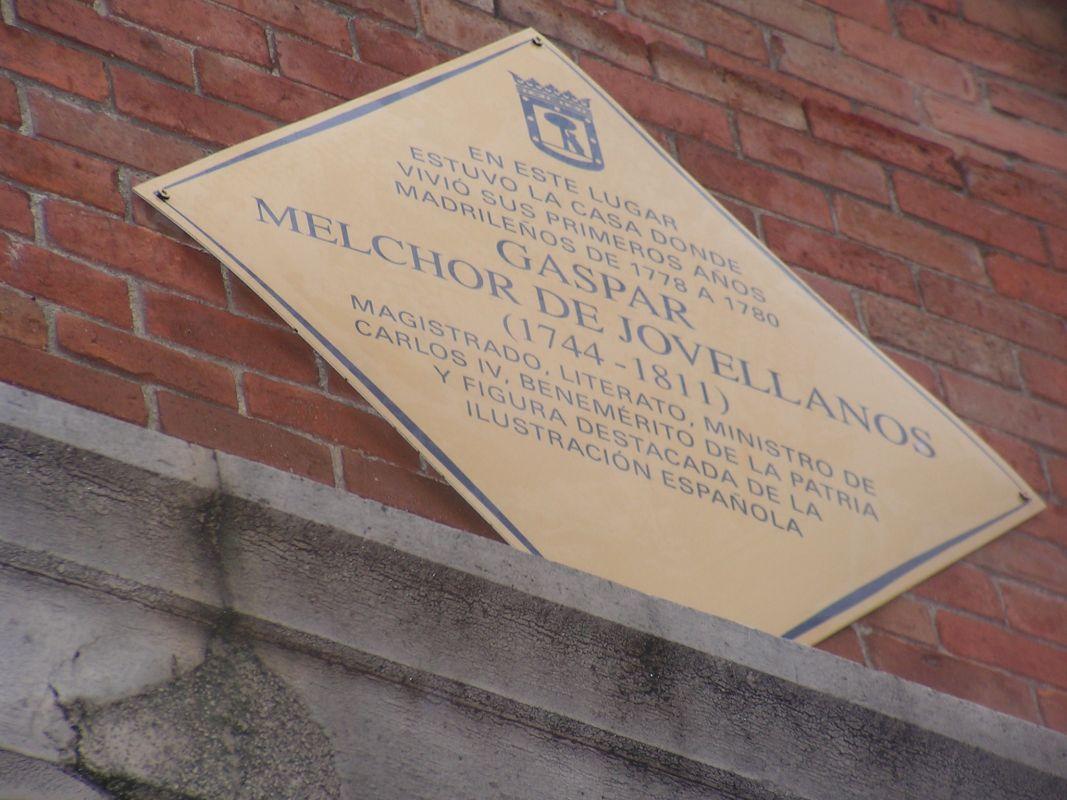 EN ESTE LUGAR
ESTUVO LA CASA DONDE
VIVIÓ SUS PRIMEROS AÑOS
MADRILEÑOS DE 1778 A 1780
GASPAR
MELCHOR DE JOVELLANOS
(1744 - 1811)
MAGISTRADO, LITERATO, MINISTRO DE
CARLOS IV, BENEMÉRITO DE LA PATRIA
Y FIGURA DESTACADA DE LA
ILUSTRACIÓN ESPAÑOLA